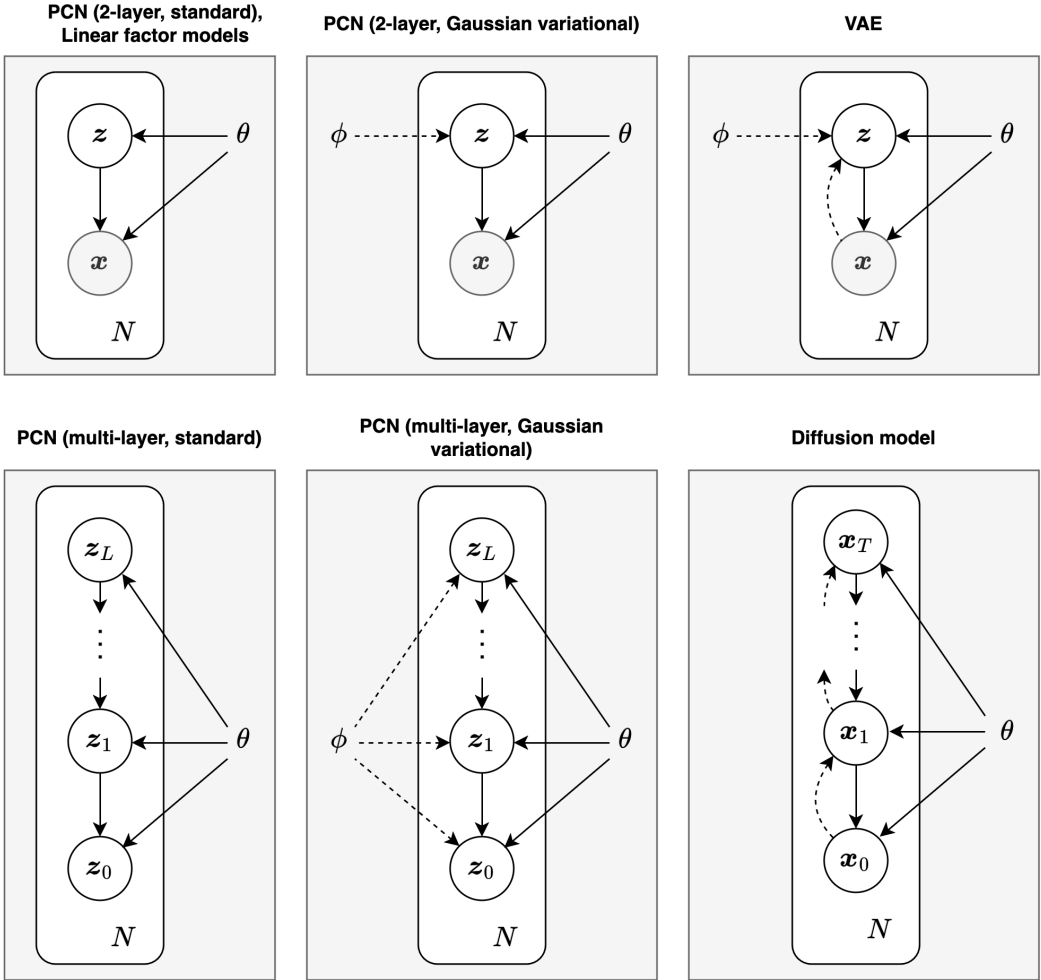 PCN (2-layer, standard),
Linear factor models
z
θ
x
N
PCN (2-layer, Gaussian variational)
ϕ
z
θ
x
N
VAE
ϕ
z
θ
x
N
PCN (multi-layer, standard)
z_L
⋮
z_1
θ
z_0
N
PCN (multi-layer, Gaussian
variational)
z_L
⋮
ϕ
z_1
θ
z_0
N
Diffusion model
x_T
⋮
x_1
θ
x_0
N